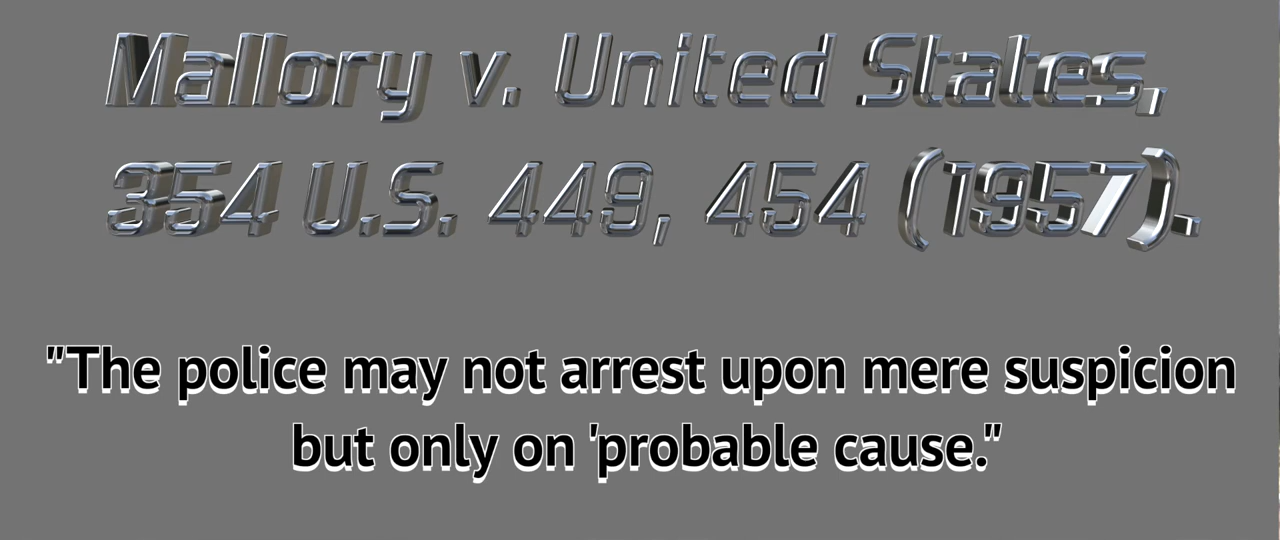 Mallory v. United States,
354 U.S. 449, 454 (1957).
"The police may not arrest upon mere suspicion
but only on 'probable cause."